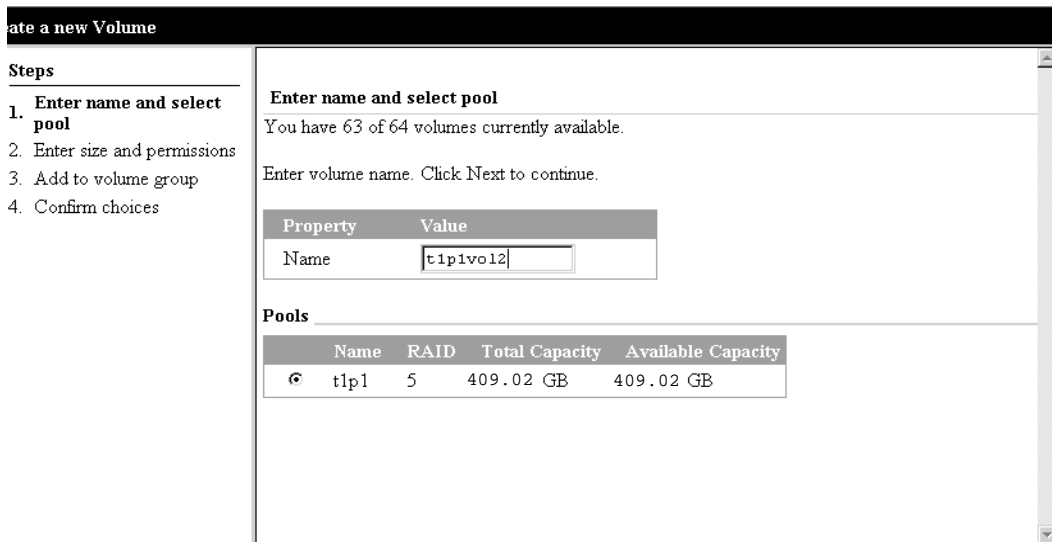 eate a new Volume
Steps
1. Enter name and select
pool
2. Enter size and permissions
3. Add to volume group
4. Confirm choices
Enter name and select pool
You have 63 of 64 volumes currently available.
Enter volume name. Click Next to continue.
Property Value
Name t1p1vol2
Pools
Name RAID Total Capacity Available Capacity
t1p1 5 409.02 GB 409.02 GB